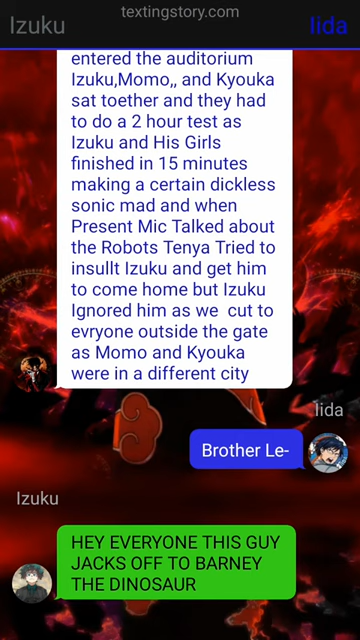 textingstory.com
Izuku
Iida
entered the auditorium
Izuku,Momo,, and Kyouka
sat toether and they had
to do a 2 hour test as
Izuku and His Girls
finished in 15 minutes
making a certain dickless
sonic mad and when
Present Mic Talked about
the Robots Tenya Tried to
insullt Izuku and get him
to come home but Izuku
Ignored him as we  cut to
evryone outside the gate
as Momo and Kyouka
were in a different city
Iida
Brother Le-
Izuku
HEY EVERYONE THIS GUY
JACKS OFF TO BARNEY
THE DINOSAUR